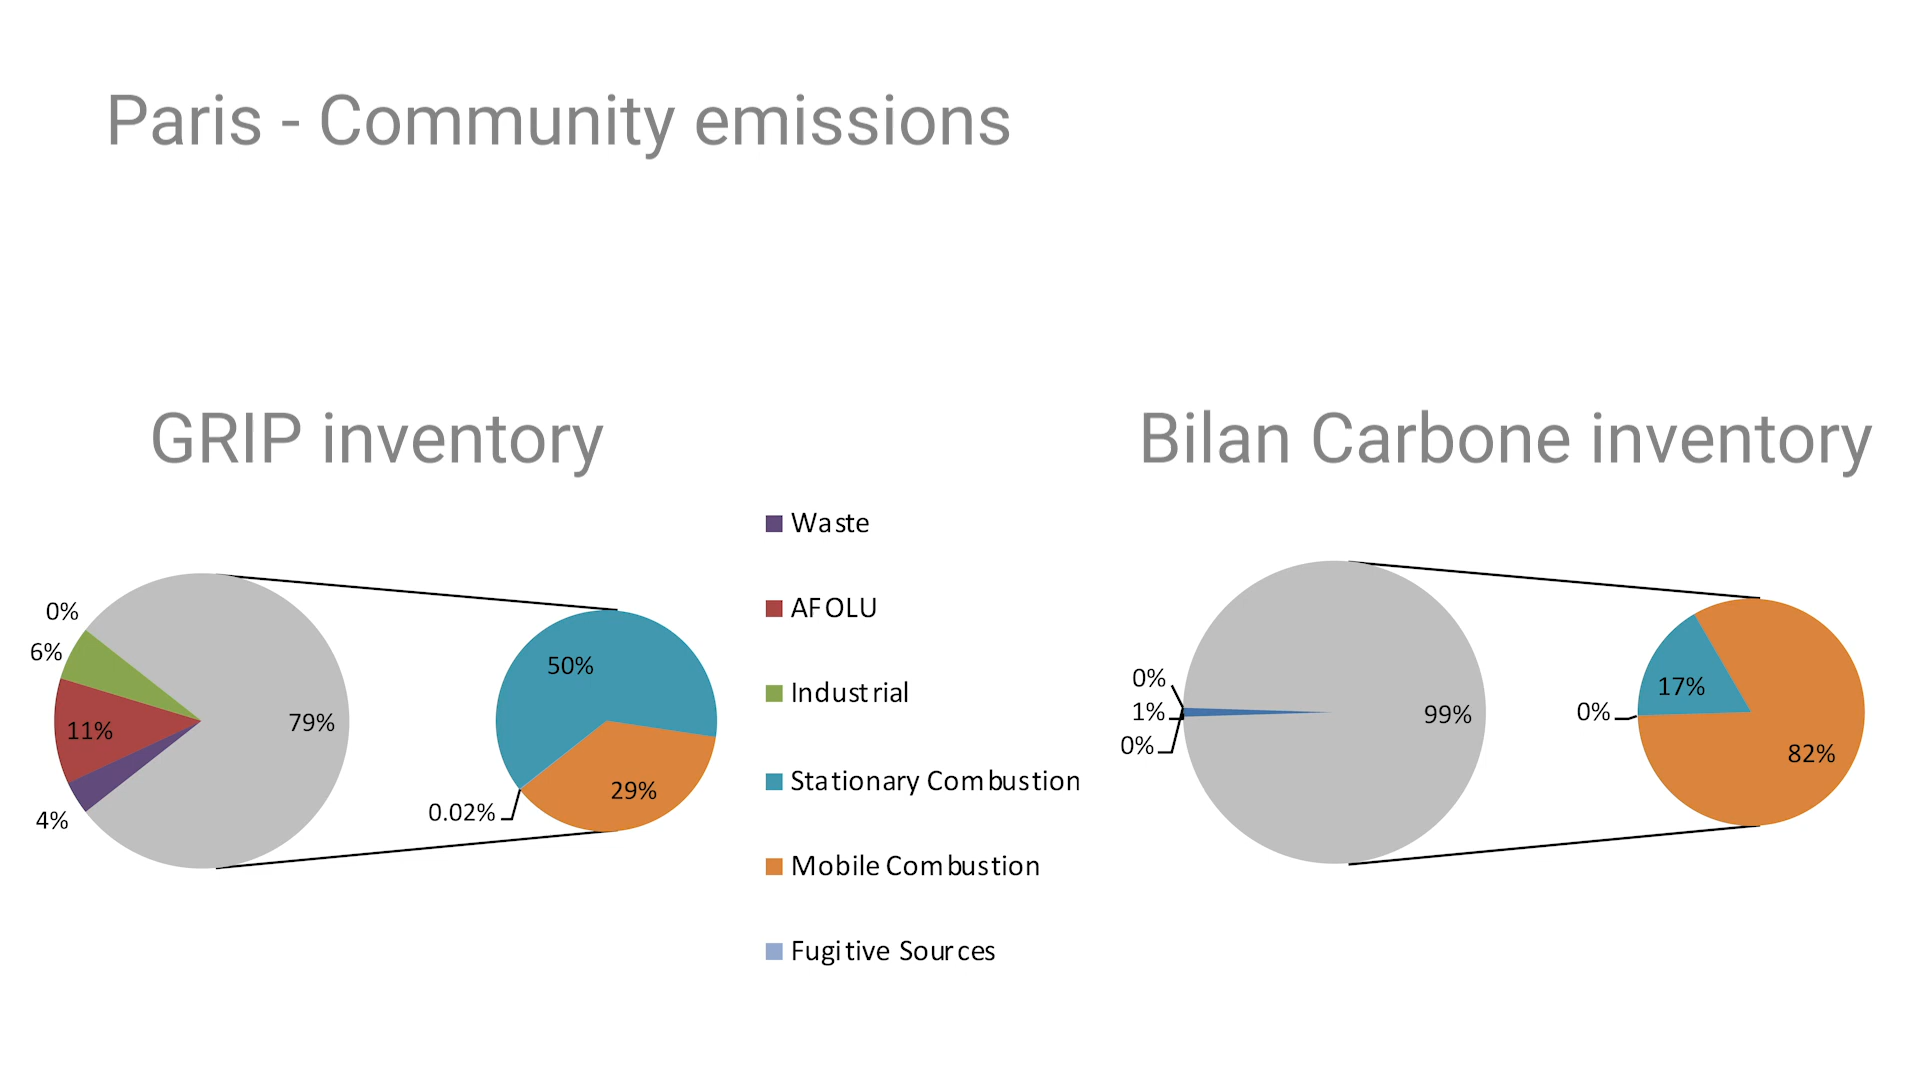 Paris - Community emissions
GRIP inventory
Bilan Carbone inventory
0%
6%
11%
4%
79%
50%
29%
0.02%
Waste
AFOLU
Industrial
Stationary Combustion
Mobile Combustion
Fugitive Sources
0%
1%
0%
99%
0%
17%
82%